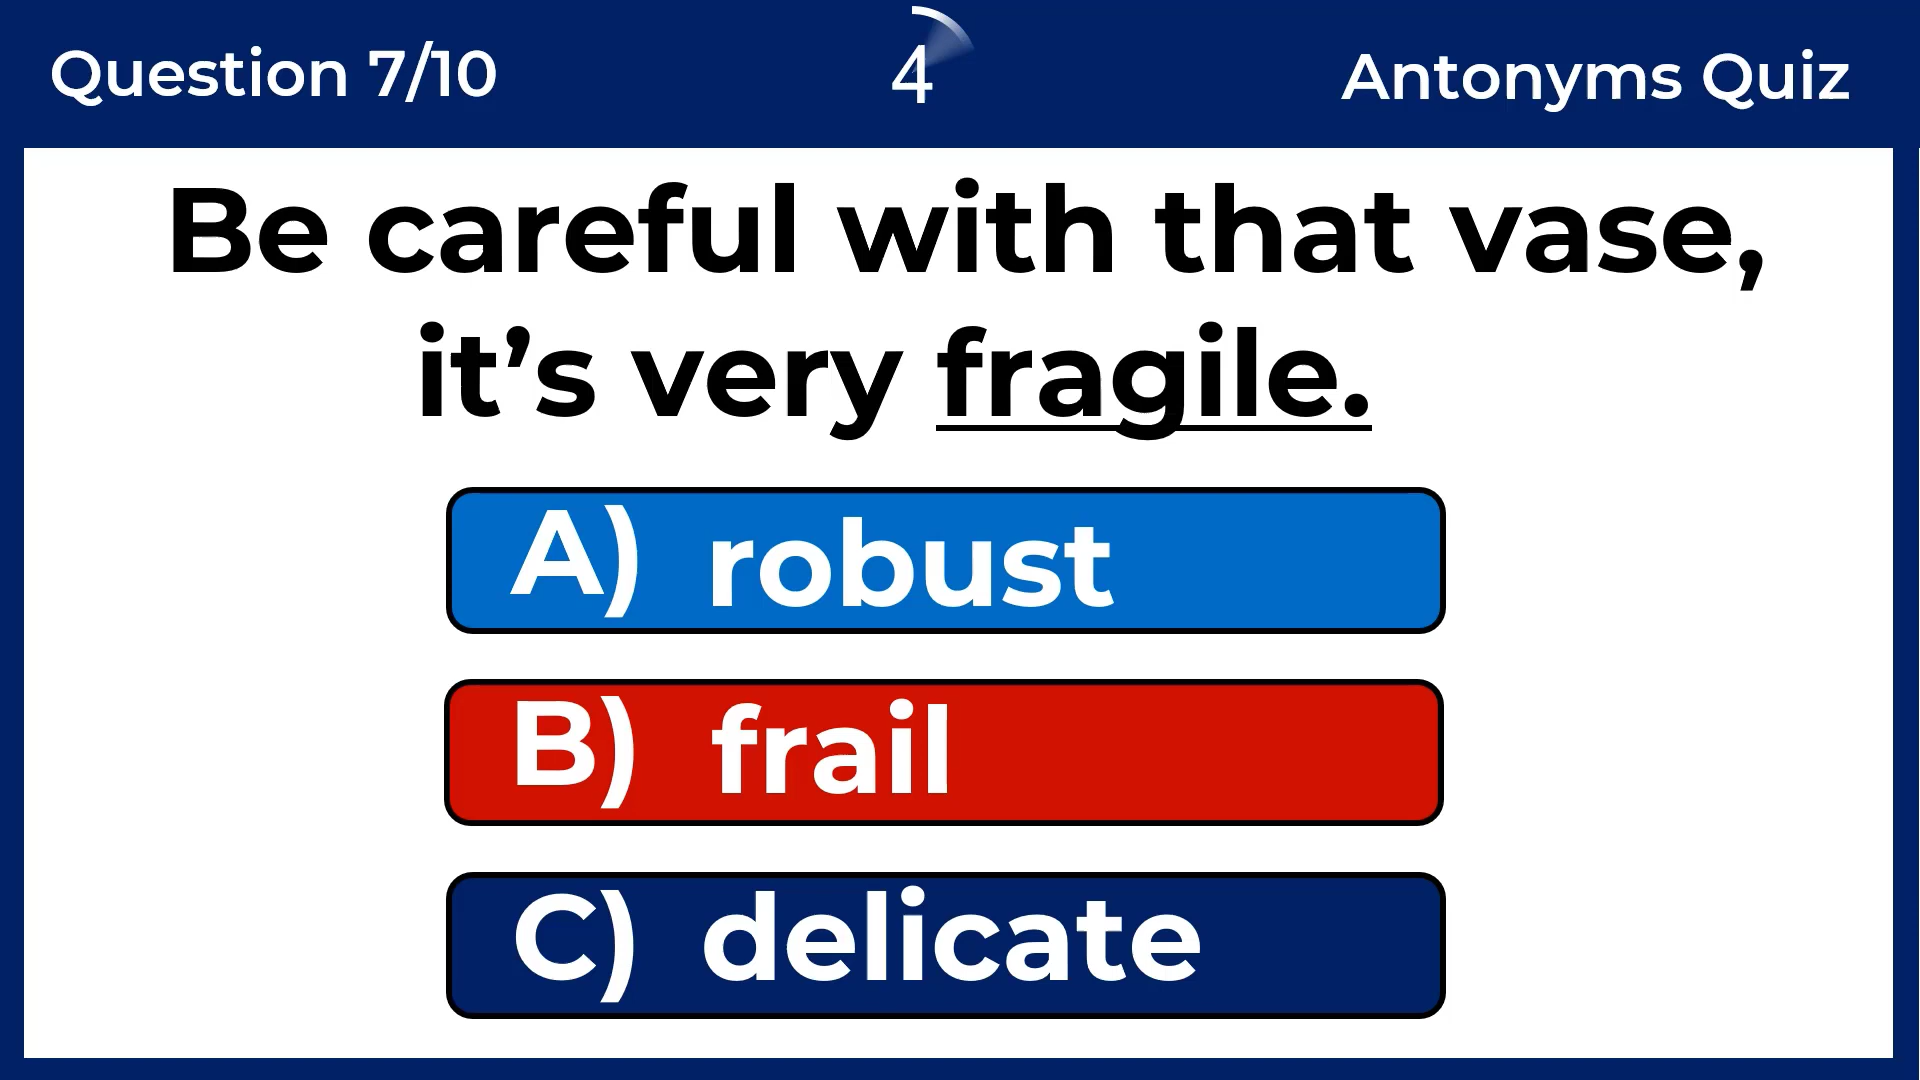 Question 7/10
4
Antonyms Quiz
Be careful with that vase,
it’s very fragile.
A) robust
B) frail
C) delicate